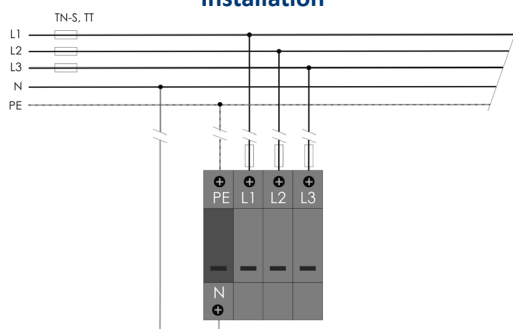 Installation
TN-S, TT
L1
L2
L3
N
PE
PE L1 L2 L3
N